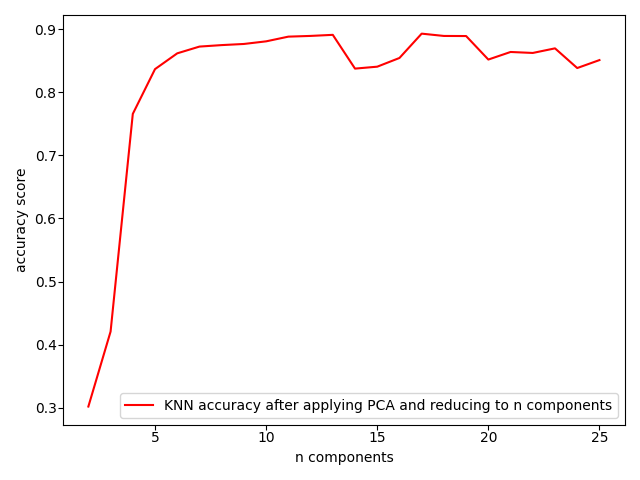 0.9
0.8
0.7
0.6
0.5
0.4
0.3
accuracy score
KNN accuracy after applying PCA and reducing to n components
5 10 15 20 25
n components